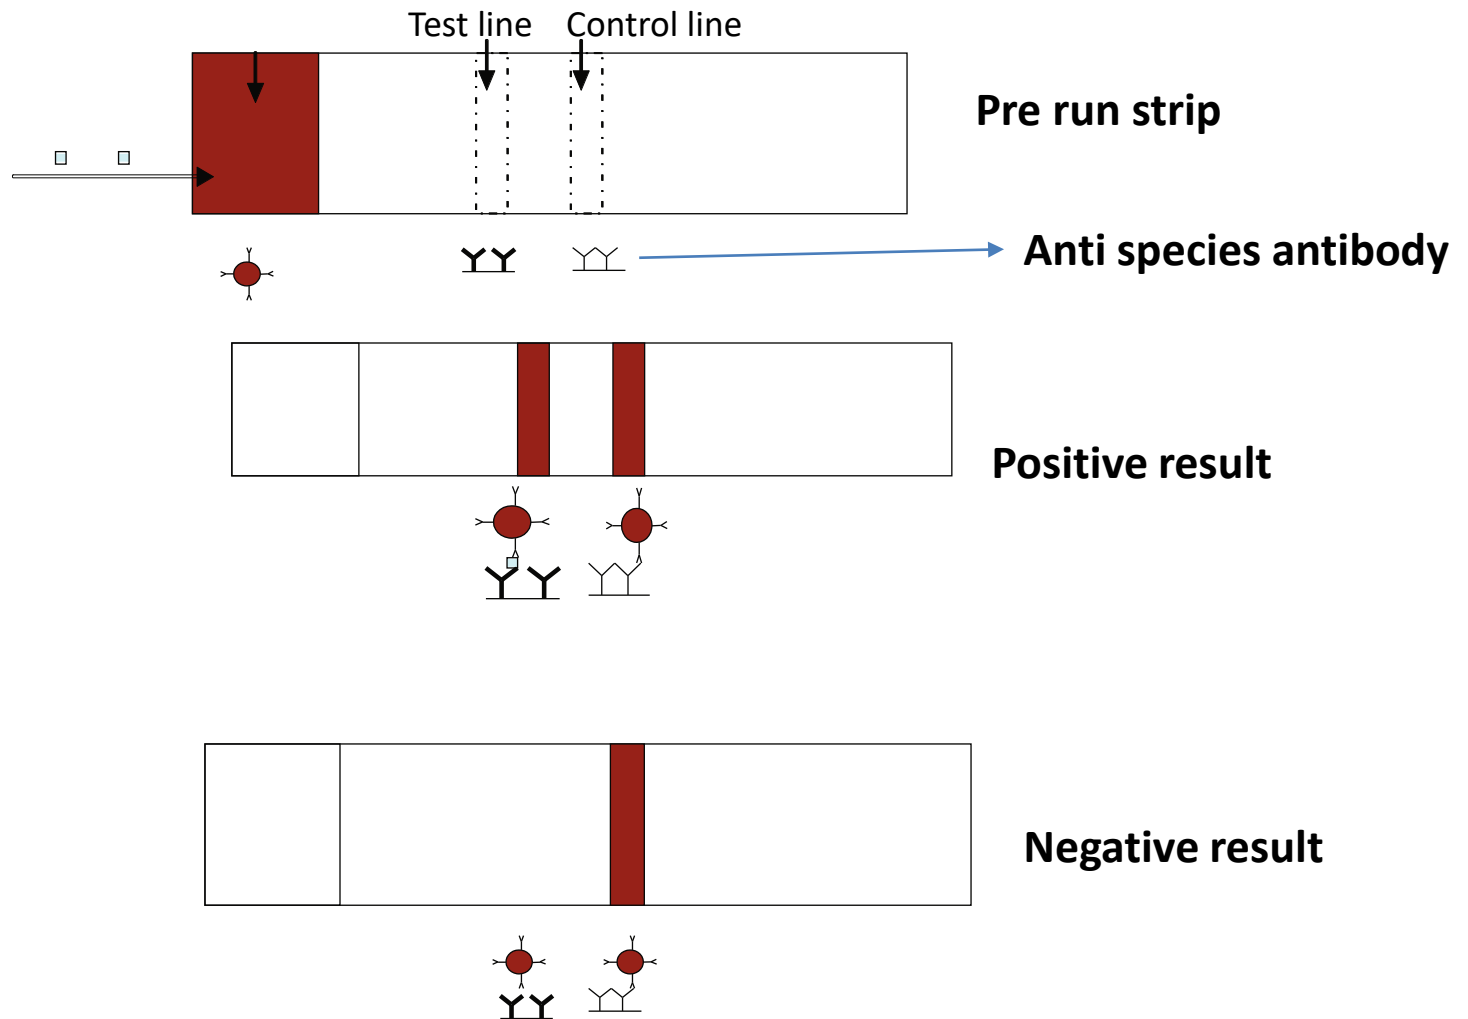 Test line
Control line
Pre run strip
Anti species antibody
Positive result
Negative result